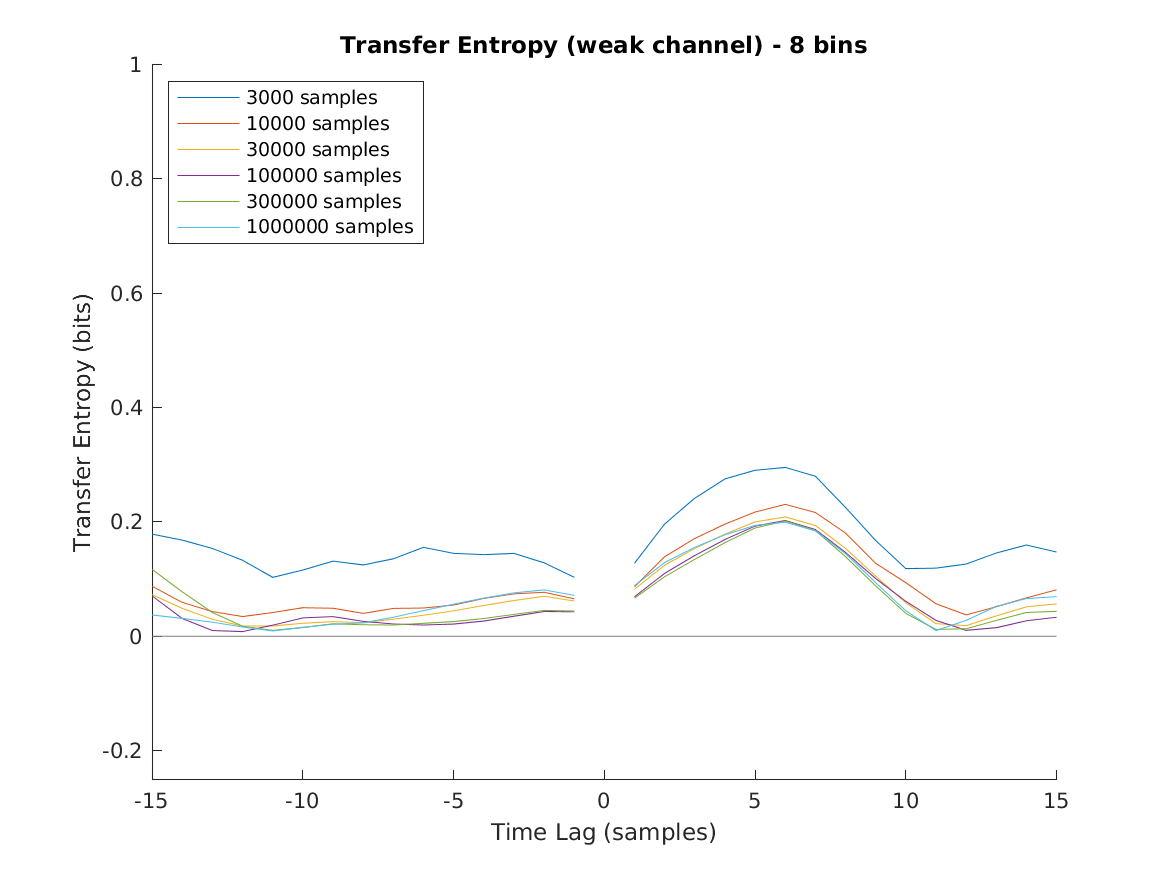 Transfer Entropy (weak channel) - 8 bins
1
3000 samples
10000 samples
30000 samples
100000 samples
300000 samples
1000000 samples
0.8
0.6
0.4
0.2
0
-0.2
Transfer Entropy (bits)
-15 -10 -5 0 5 10 15
Time Lag (samples)